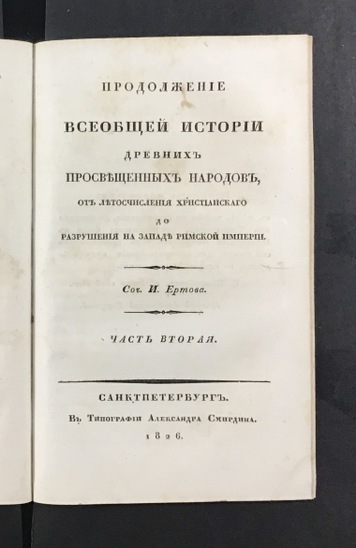 ПРОДОЛЖЕНІЕ
ВСЕОБЩЕЙ ИСТОРІИ
ДРЕВНИХЪ
ПРОСВѢЩЕННЫХЪ НАРОДОВЪ,
ОТЪ ЛѢТОСЧИСЛЕНІЯ ХРИСТІАНСКАГО
ДО
РАЗРУШЕНІЯ НА ЗАПАДѢ РИМСКОЙ ИМПЕРІИ.
Соч. И. Ертова.
ЧАСТЬ ВТОРАЯ.
САНКТПЕТЕРБУРГЪ.
Въ Типографіи Александра Смирдина.
1826.